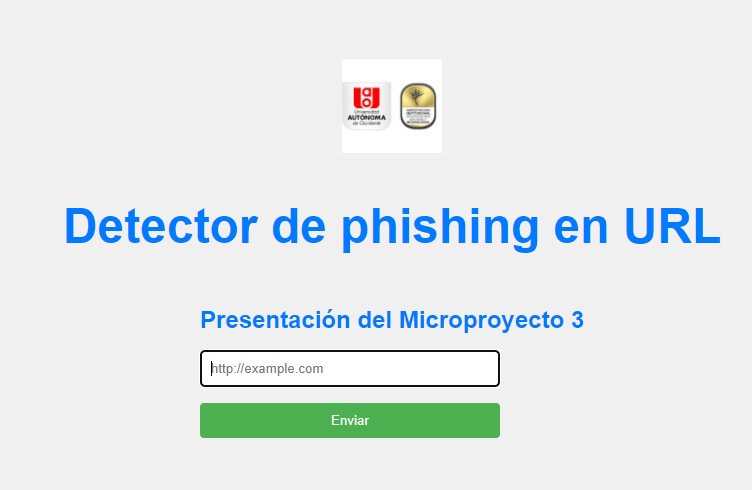 Universidad
AUTÓNOMA
de Occidente
Detector de phishing en URL
Presentación del Microproyecto 3
http://example.com
Enviar